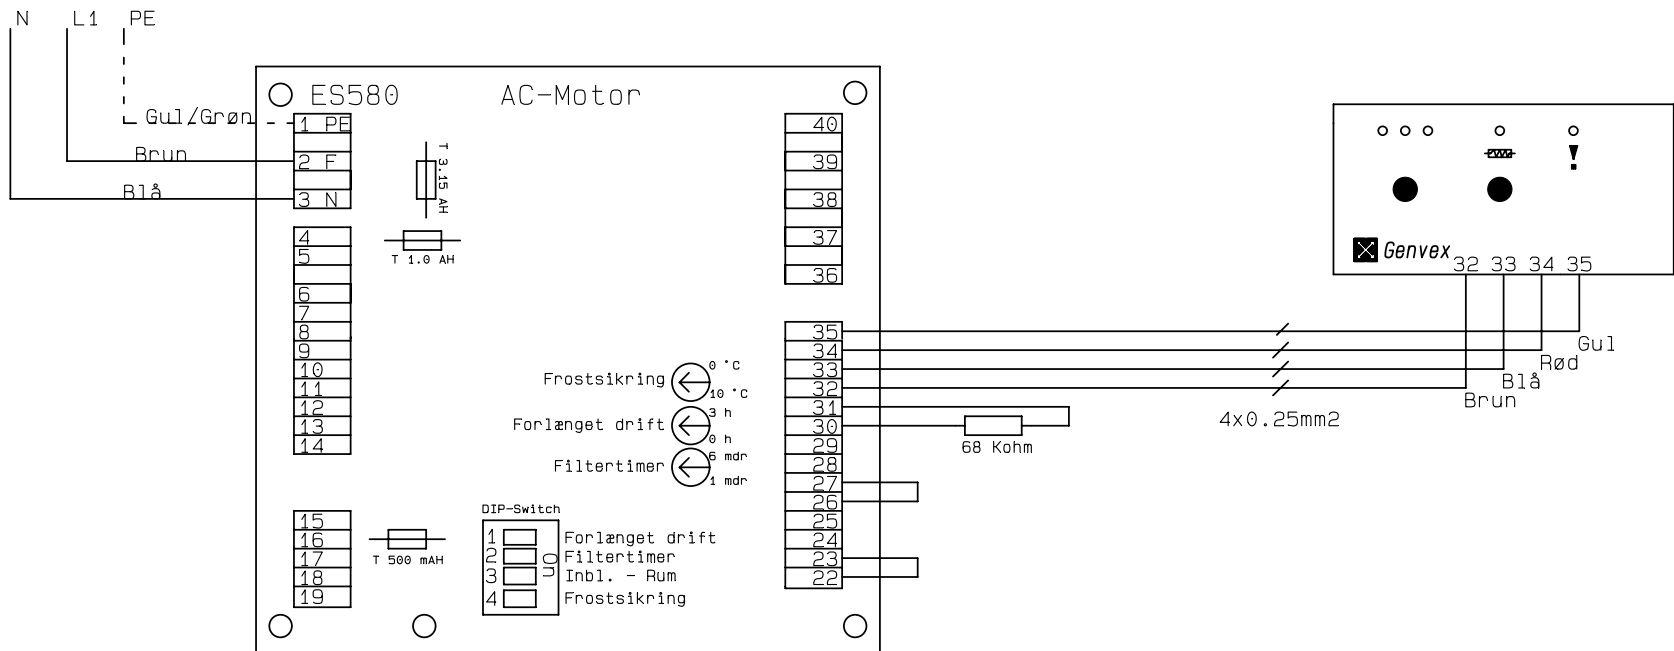 N L1 PE
ES580 AC-Motor
Gul/Grøn
Brun
Blå
1 PE
2 F
3 N
4
5
6
7
8
9
10
11
12
13
14
15
16
17
18
19
T 3.15 AH
T 1.0 AH
T 500 mAH
Frostsikring
0 °C
10 °C
Forlænget drift
3 h
0 h
Filtertimer
6 mdr
1 mdr
DIP-Switch
1 Forlænget drift
2 Filtertimer
3 Inbl. - Rum
4 Frostsikring
On
40
39
38
37
36
35
34
33
32
31
30
29
28
27
26
25
24
23
22
68 Kohm
4x0.25mm2
!
Genvex
32 33 34 35
Gul
Rød
Blå
Brun